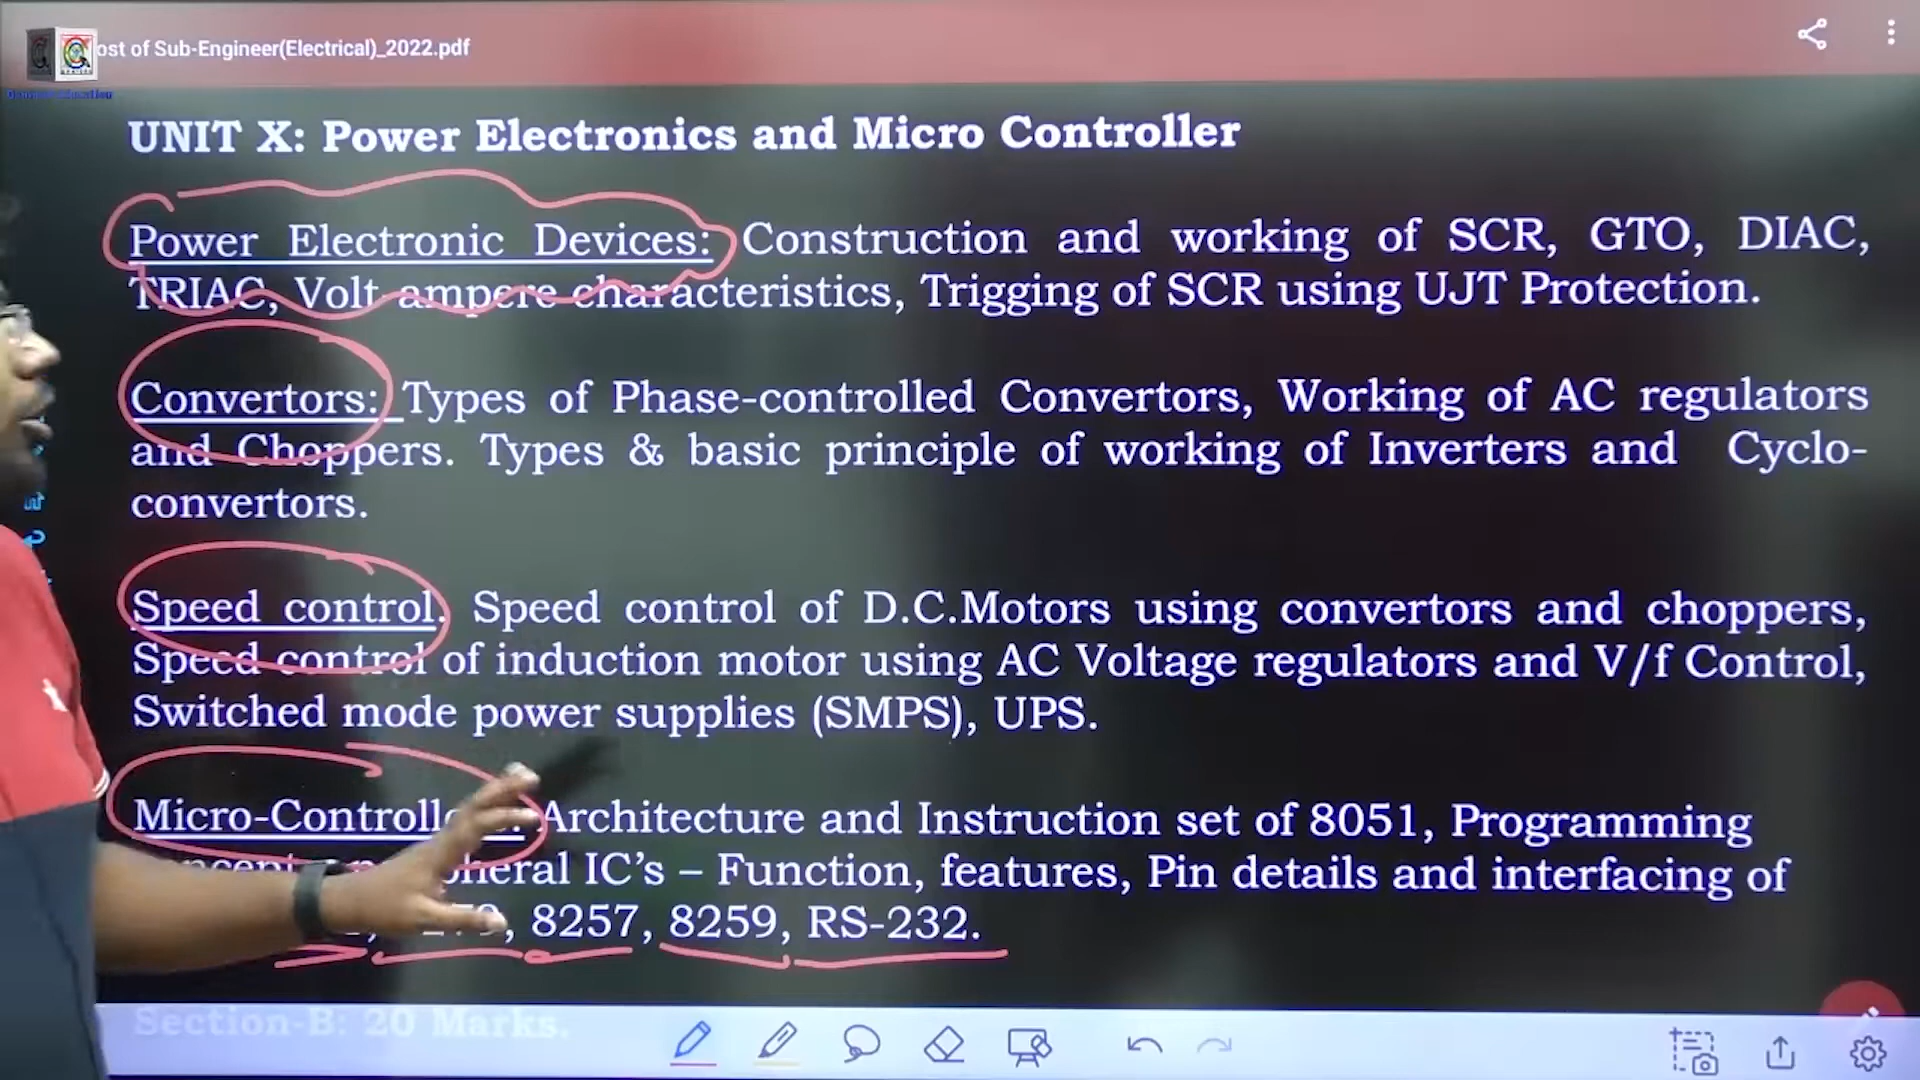 ost of Sub-Engineer(Electrical)_2022.pdf
UNIT X: Power Electronics and Micro Controller
Power Electronic Devices: Construction and working of SCR, GTO, DIAC,
TRIAC, Volt ampere characteristics, Trigging of SCR using UJT Protection.
Convertors: Types of Phase-controlled Convertors, Working of AC regulators
and Choppers. Types & basic principle of working of Inverters and Cyclo-
convertors.
Speed control. Speed control of D.C.Motors using convertors and choppers,
Speed control of induction motor using AC Voltage regulators and V/f Control,
Switched mode power supplies (SMPS), UPS.
Architecture and Instruction set of 8051, Programming
IC's – Function, features, Pin details and interfacing of
8257, 8259, RS-232.
Section-B: 20 Marks.